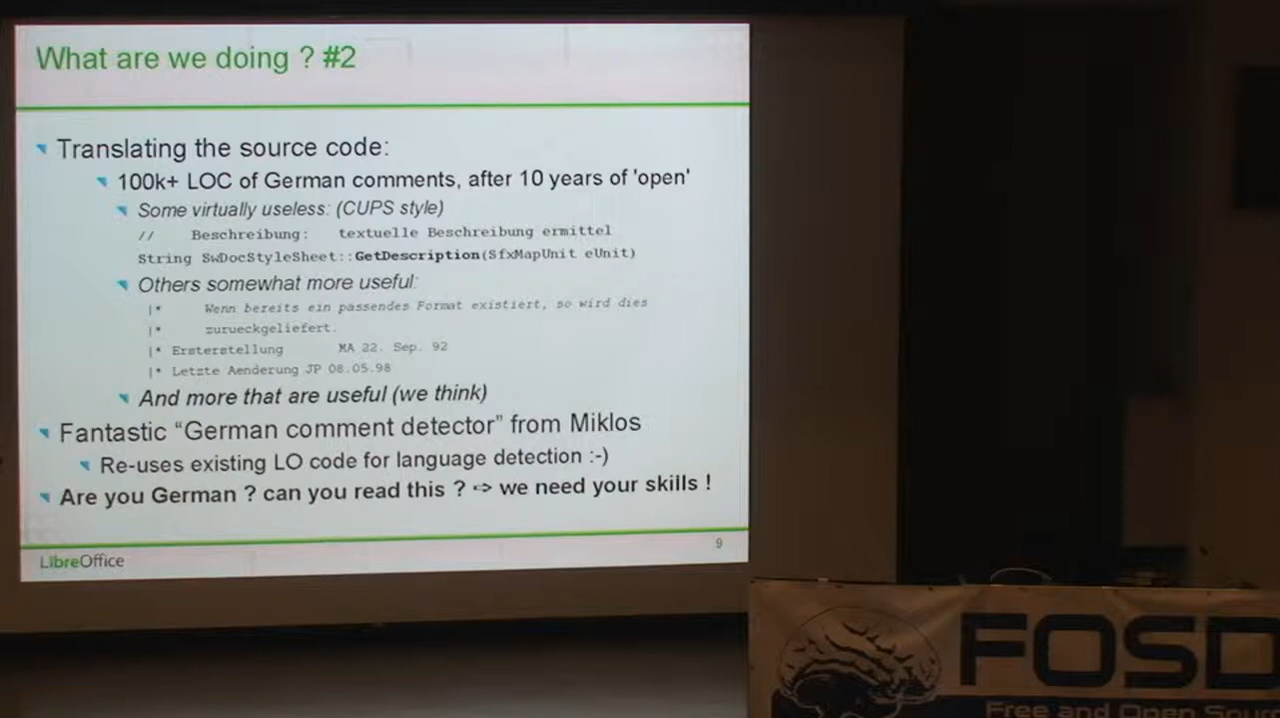 What are we doing ? #2
Translating the source code:
100k+ LOC of German comments, after 10 years of 'open'
Some virtually useless: (CUPS style)
// Beschreibung: textuelle Beschreibung ermittel
String SwDocStyleSheet::GetDescription(SfxMapUnit eUnit)
Others somewhat more useful:
|* Wenn bereits ein passendes Format existiert, so wird dies
|* zurueckgeliefert.
|* Ersterstellung MA 22. Sep. 92
|* Letzte Aenderung JP 08.05.98
And more that are useful (we think)
Fantastic “German comment detector” from Miklos
Re-uses existing LO code for language detection :-)
Are you German ? can you read this ? <=> we need your skills !
9
LibreOffice
FOSD
Free and Open Sour